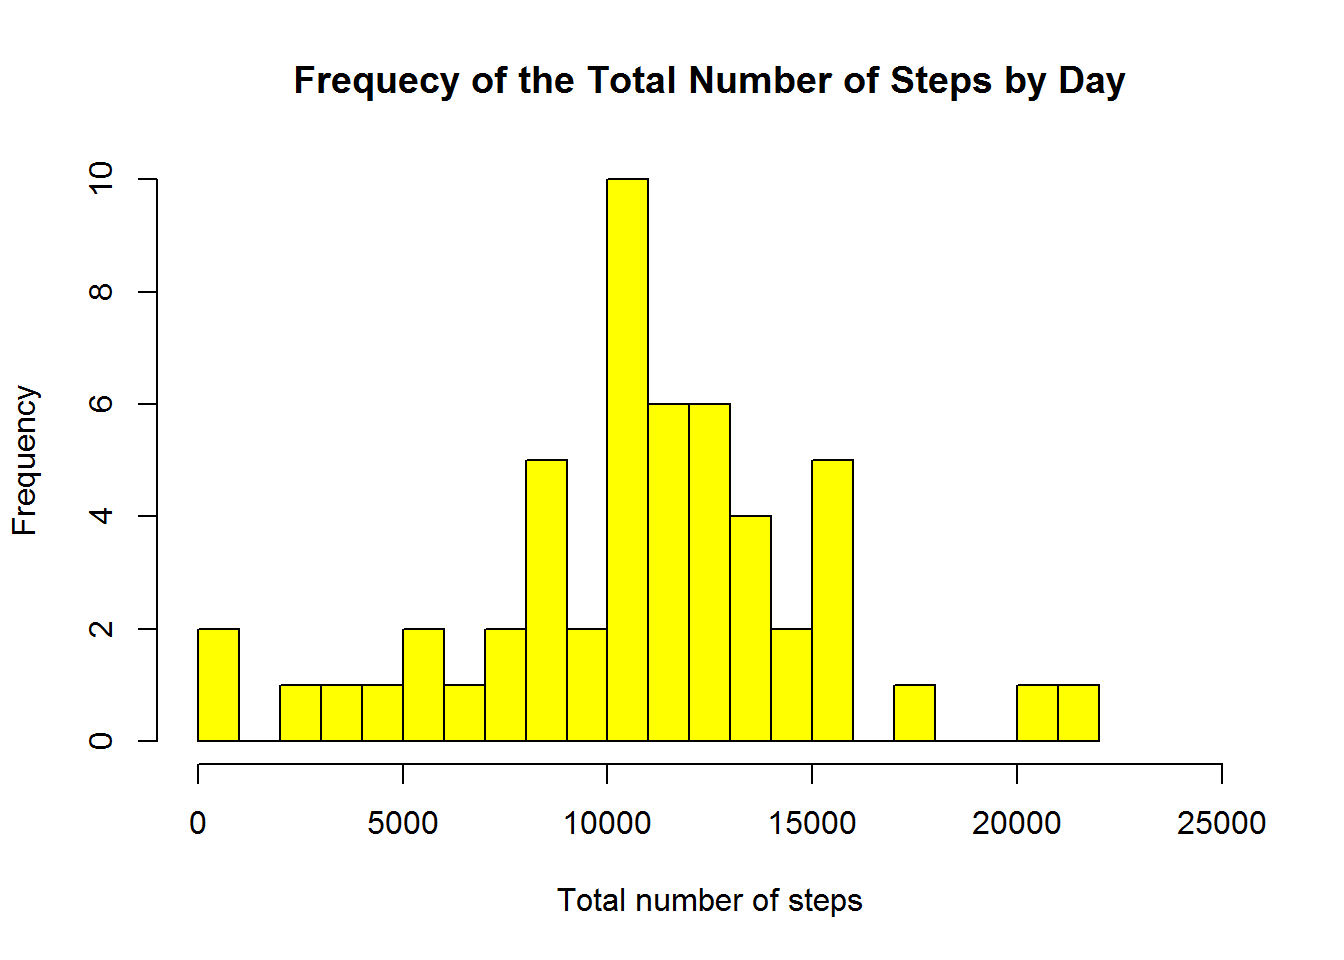 Frequecy of the Total Number of Steps by Day
Frequency
10
8
6
4
2
0
0 5000 10000 15000 20000 25000
Total number of steps